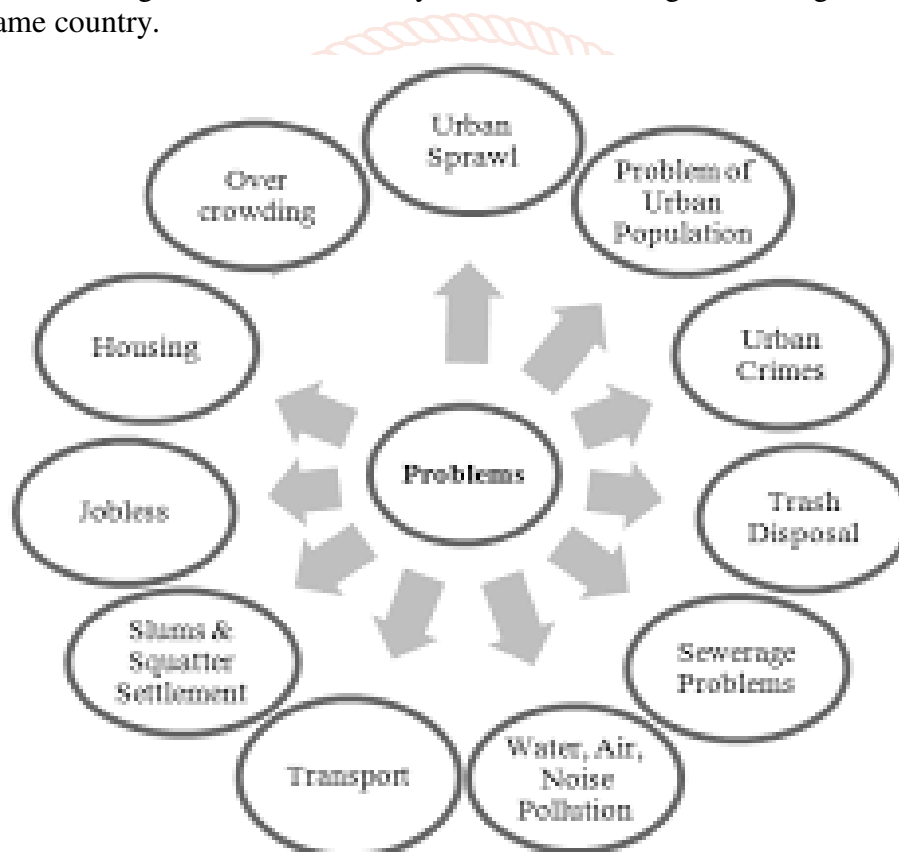 ame country.
Urban
Sprawl
Problem of
Urban
Population
Urban
Crimes
Trash
Disposal
Sewerage
Problems
Water, Air,
Noise
Pollution
Transport
Slums &
Squatter
Settlement
Jobless
Housing
Over
crowding
Problems